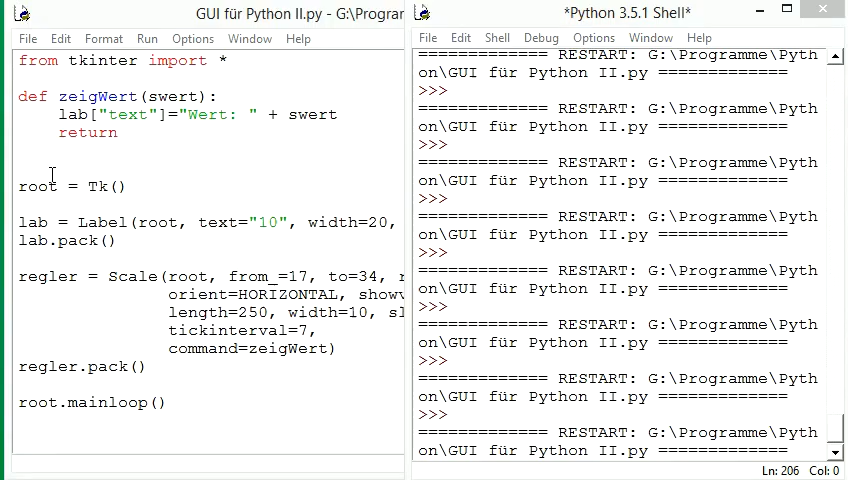 GUI für Python II.py - G:\Progran
File Edit Format Run Options Window Help
from tkinter import *
def zeigWert(swert):
lab["text"]="Wert: " + swert
return
root = Tk()
lab = Label(root, text="10", width=20,
lab.pack()
regler = Scale(root, from_=17, to=34, r
orient=HORIZONTAL, showv
length=250, width=10, sl
tickinterval=7,
command=zeigWert)
regler.pack()
root.mainloop()
*Python 3.5.1 Shell*
File Edit Shell Debug Options Window Help
============= RESTART: G:\Programme\Pyth
on\GUI für Python II.py =============
>>>
============= RESTART: G:\Programme\Pyth
on\GUI für Python II.py =============
>>>
============= RESTART: G:\Programme\Pyth
on\GUI für Python II.py =============
>>>
============= RESTART: G:\Programme\Pyth
on\GUI für Python II.py =============
>>>
============= RESTART: G:\Programme\Pyth
on\GUI für Python II.py =============
>>>
============= RESTART: G:\Programme\Pyth
on\GUI für Python II.py =============
>>>
============= RESTART: G:\Programme\Pyth
on\GUI für Python II.py =============
>>>
============= RESTART: G:\Programme\Pyth
on\GUI für Python II.py =============
Ln: 206 Col: 0